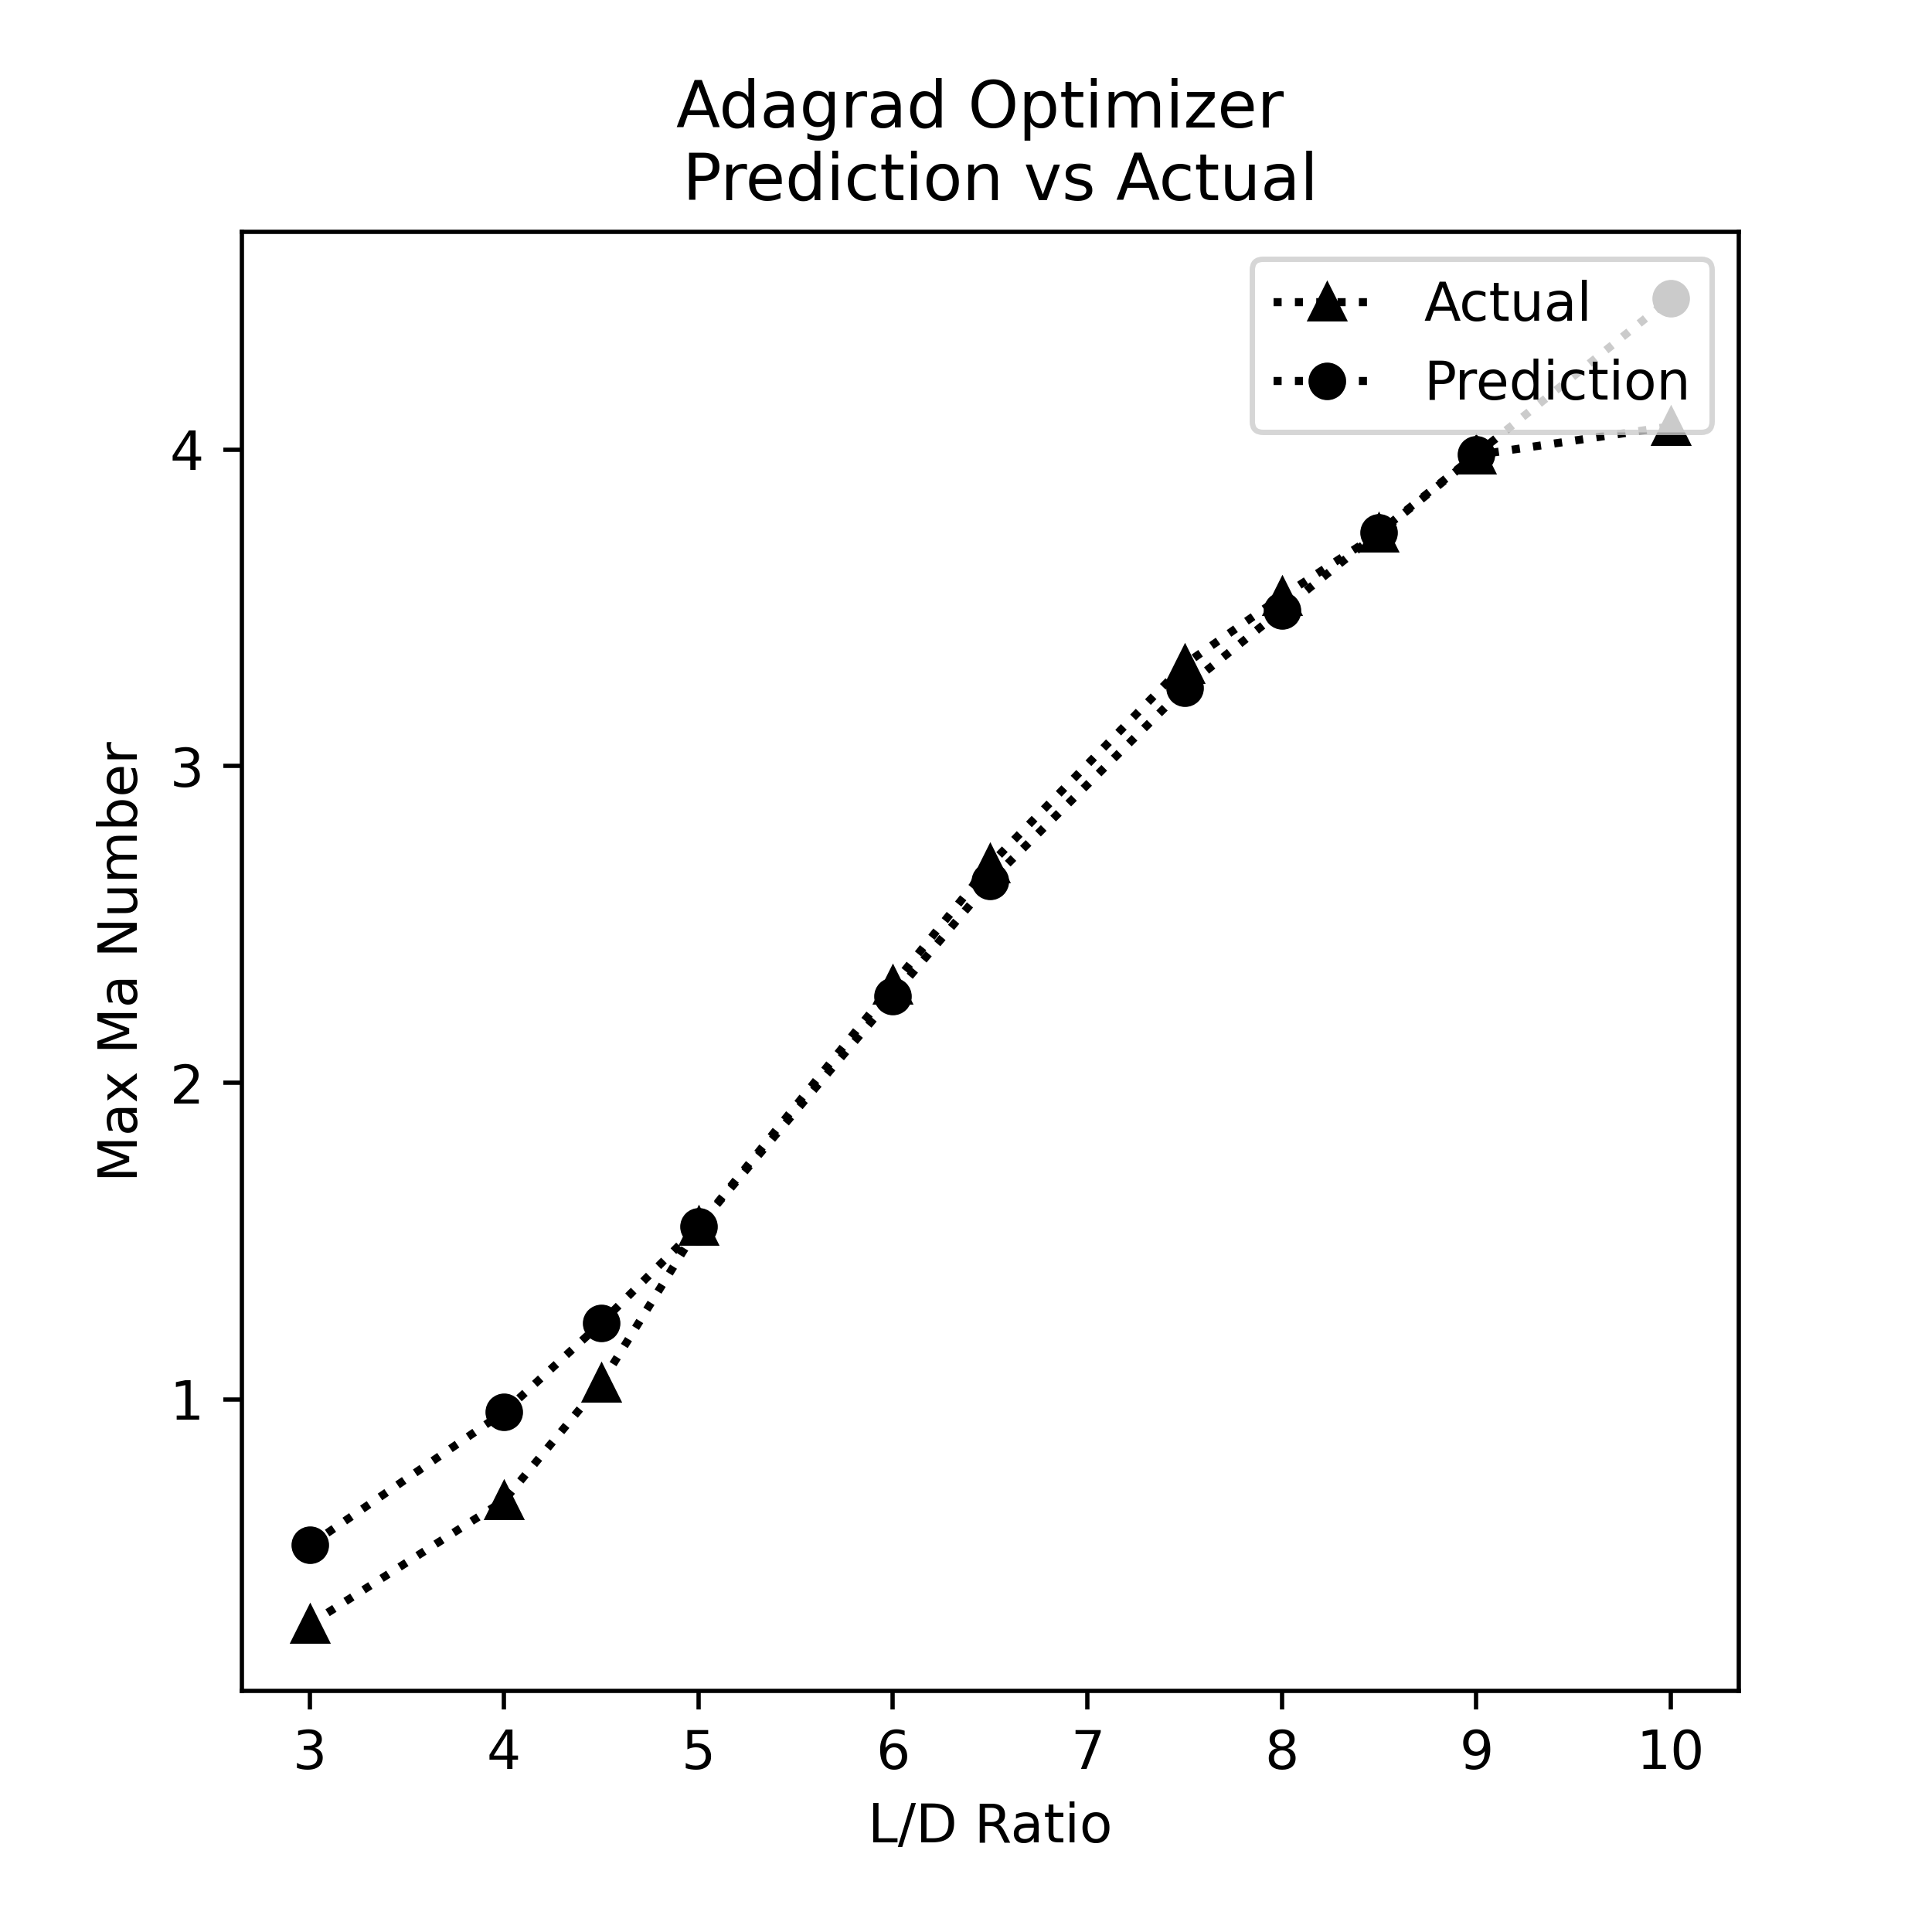 Adagrad Optimizer
Prediction vs Actual
Actual
Prediction
4
3
2
1
Max Ma Number
3 4 5 6 7 8 9 10
L/D Ratio